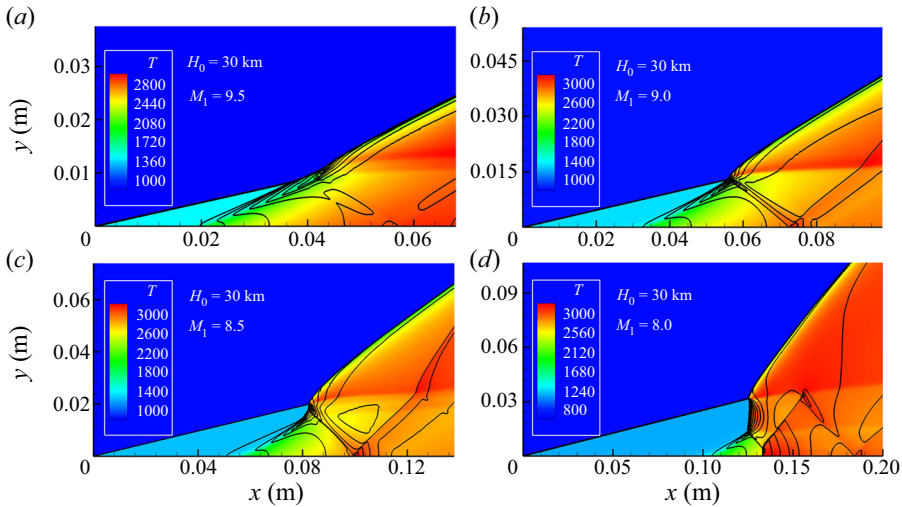 (a)
(b)
T
2800
2440
2080
1720
1360
1000
H₀ = 30 km
M₁ = 9.5
0.03
0.02
0.01
0
0
0.02
0.04
0.06
y (m)
T
3000
2600
2200
1800
1400
1000
H₀ = 30 km
M₁ = 9.0
0.045
0.030
0.015
0
0.02
0.04
0.06
0.08
(c)
(d)
T
3000
2600
2200
1800
1400
1000
H₀ = 30 km
M₁ = 8.5
0.06
0.04
0.02
0
0
0.04
0.08
0.12
y (m)
x (m)
T
3000
2560
2120
1680
1240
800
H₀ = 30 km
M₁ = 8.0
0.09
0.06
0.03
0
0
0.05
0.10
0.15
0.20
x (m)